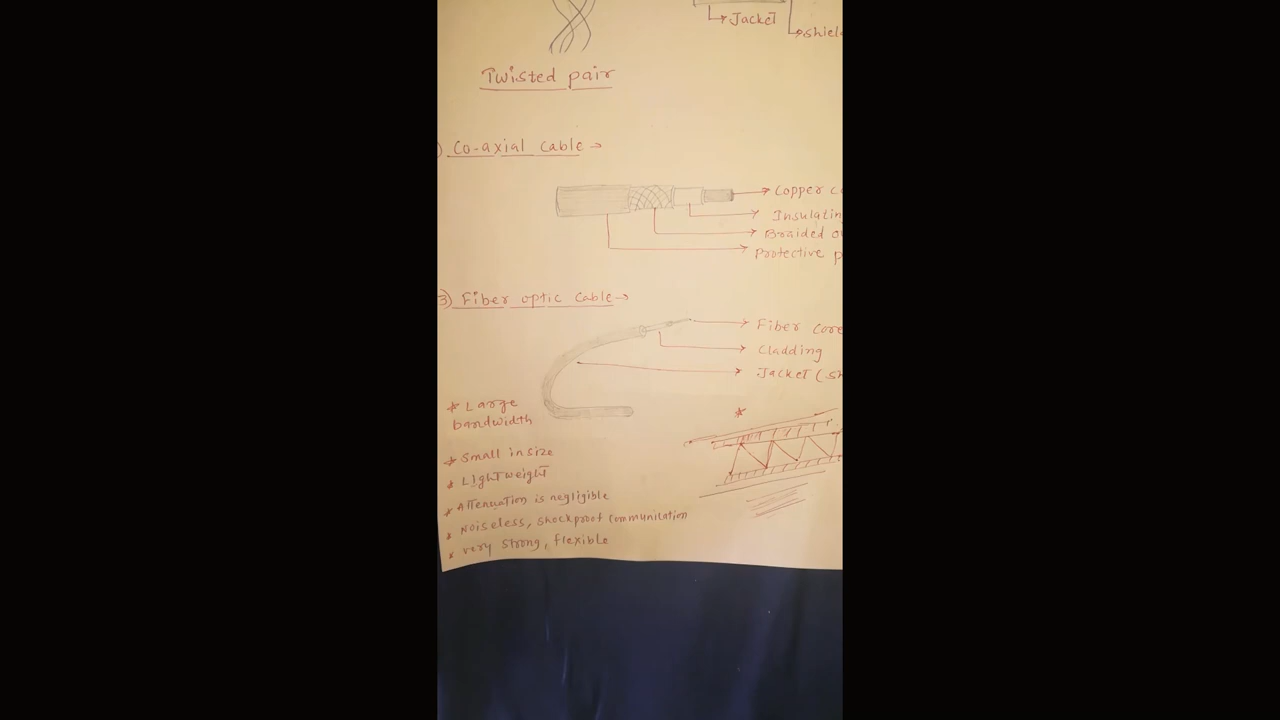 Jacket
Twisted pair
) Co-axial Cable →
Copper
Insulatin
Braided
Protective
3) Fiber optic Cable →
Fiber core
Cladding
Jacket (
* Large
bandwidth
* Small in size
* Lightweight
* Attenuation is negligible
* Noiseless, Shockproof communication
* very strong, flexible